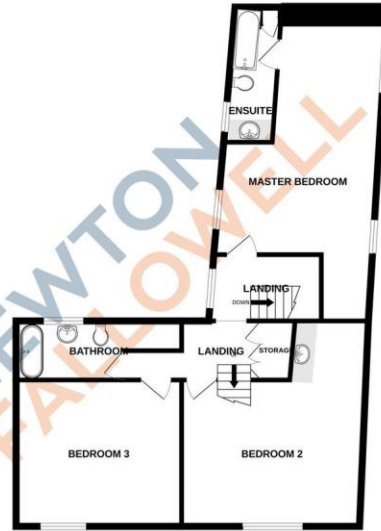 ENSUITE
MASTER BEDROOM
LANDING
DOWN
BATHROOM
LANDING
STORAGE
BEDROOM 3
BEDROOM 2
NEWTON
FALLOWELL